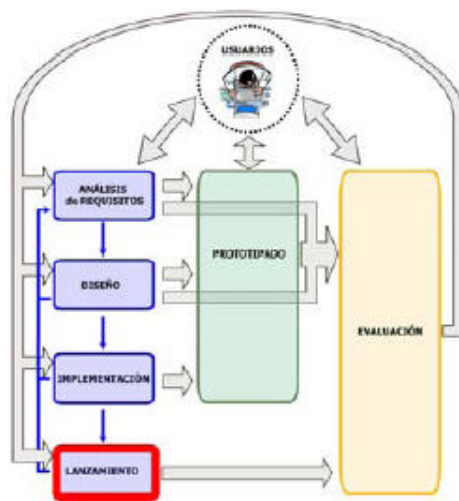 USUARIOS
ANÁLISIS
de REQUISITOS
PROTOTIPADO
DISEÑO
EVALUACIÓN
IMPLEMENTACIÓN
LANZAMIENTO